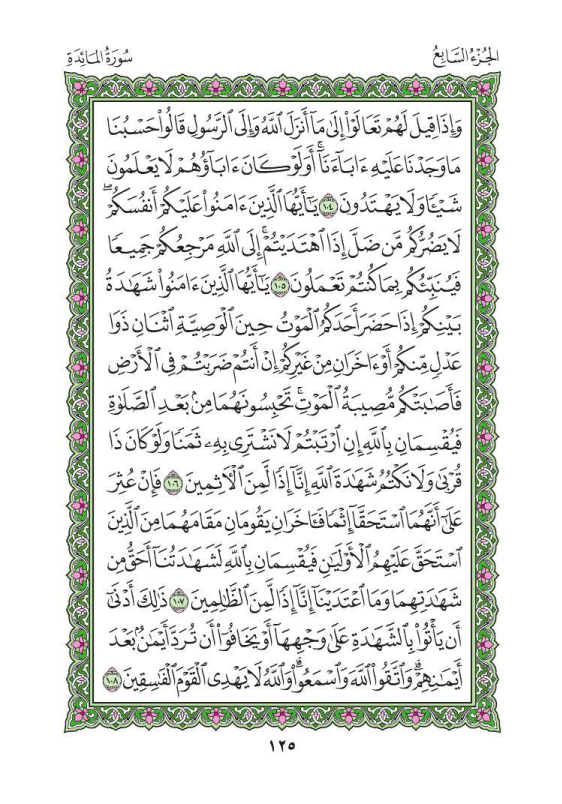 الجُزْءُ السَّابِعُ سُورَةُ المَائِدَةِ
وَإِذَا قِيلَ لَهُمْ تَعَالَوْا۟ إِلَىٰ مَآ أَنزَلَ ٱللَّهُ وَإِلَى ٱلرَّسُولِ قَالُوا۟ حَسْبُنَا
مَا وَجَدْنَا عَلَيْهِ ءَابَآءَنَآ ۚ أَوَلَوْ كَانَ ءَابَآؤُهُمْ لَا يَعْلَمُونَ
شَيْـًٔا وَلَا يَهْتَدُونَ ١٠٤ يَـٰٓأَيُّهَا ٱلَّذِينَ ءَامَنُوا۟ عَلَيْكُمْ أَنفُسَكُمْ ۖ
لَا يَضُرُّكُم مَّن ضَلَّ إِذَا ٱهْتَدَيْتُمْ ۚ إِلَى ٱللَّهِ مَرْجِعُكُمْ جَمِيعًا
فَيُنَبِّئُكُم بِمَا كُنتُمْ تَعْمَلُونَ ١٠٥ يَـٰٓأَيُّهَا ٱلَّذِينَ ءَامَنُوا۟ شَهَـٰدَةُ
بَيْنِكُمْ إِذَا حَضَرَ أَحَدَكُمُ ٱلْمَوْتُ حِينَ ٱلْوَصِيَّةِ ٱثْنَانِ ذَوَا
عَدْلٍ مِّنكُمْ أَوْ ءَاخَرَانِ مِنْ غَيْرِكُمْ إِنْ أَنتُمْ ضَرَبْتُمْ فِى ٱلْأَرْضِ
فَأَصَـٰبَتْكُم مُّصِيبَةُ ٱلْمَوْتِ ۚ تَحْبِسُونَهُمَا مِنۢ بَعْدِ ٱلصَّلَوٰةِ
فَيُقْسِمَانِ بِٱللَّهِ إِنِ ٱرْتَبْتُمْ لَا نَشْتَرِى بِهِۦ ثَمَنًا وَلَوْ كَانَ ذَا
قُرْبَىٰ ۙ وَلَا نَكْتُمُ شَهَـٰدَةَ ٱللَّهِ إِنَّآ إِذًا لَّمِنَ ٱلْـَٔاثِمِينَ ١٠٦ فَإِنْ عُثِرَ
عَلَىٰٓ أَنَّهُمَا ٱسْتَحَقَّآ إِثْمًا فَـَٔاخَرَانِ يَقُومَانِ مَقَامَهُمَا مِنَ ٱلَّذِينَ
ٱسْتَحَقَّ عَلَيْهِمُ ٱلْأَوْلَيَـٰنِ فَيُقْسِمَانِ بِٱللَّهِ لَشَهَـٰدَتُنَآ أَحَقُّ مِن
شَهَـٰدَتِهِمَا وَمَا ٱعْتَدَيْنَآ إِنَّآ إِذًا لَّمِنَ ٱلظَّـٰلِمِينَ ١٠٧ ذَٰلِكَ أَدْنَىٰٓ
أَن يَأْتُوا۟ بِٱلشَّهَـٰدَةِ عَلَىٰ وَجْهِهَآ أَوْ يَخَافُوٓا۟ أَن تُرَدَّ أَيْمَـٰنٌۢ بَعْدَ
أَيْمَـٰنِهِمْ ۗ وَٱتَّقُوا۟ ٱللَّهَ وَٱسْمَعُوا۟ ۗ وَٱللَّهُ لَا يَهْدِى ٱلْقَوْمَ ٱلْفَـٰسِقِينَ ١٠٨
١٢٥